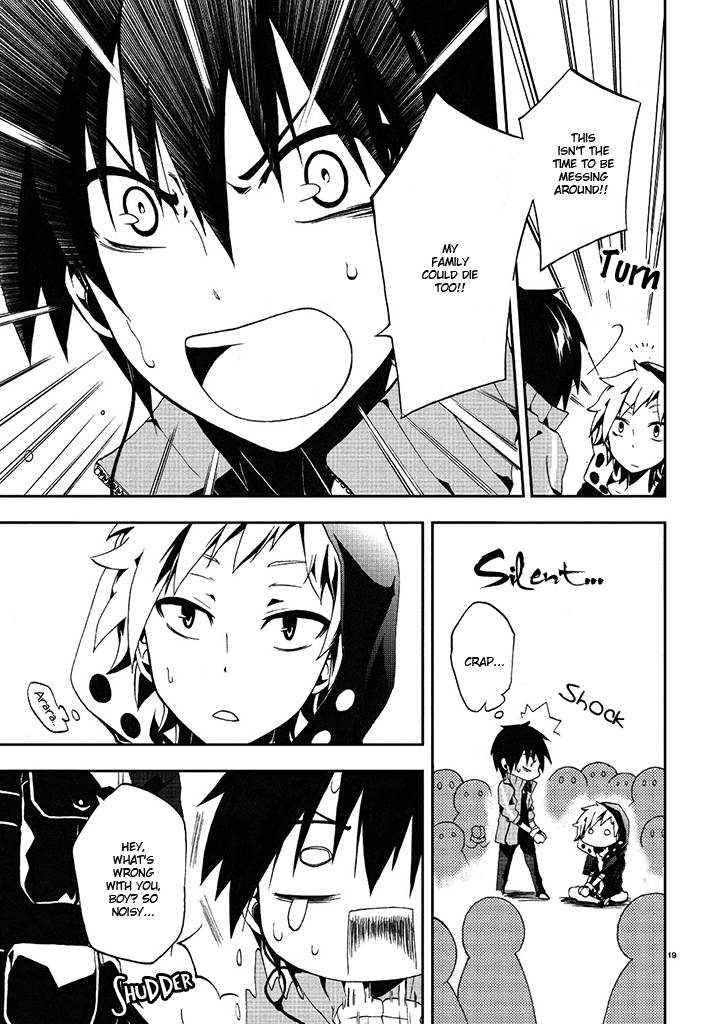 THIS
ISN'T THE
TIME TO BE
MESSING
AROUND!!
MY
FAMILY
COULD DIE
TOO!!
Turn
Silent...
CRAP...
Shock
Arara.
HEY,
WHAT'S
WRONG
WITH YOU,
BOY? SO
NOISY...
SHUDDER
19